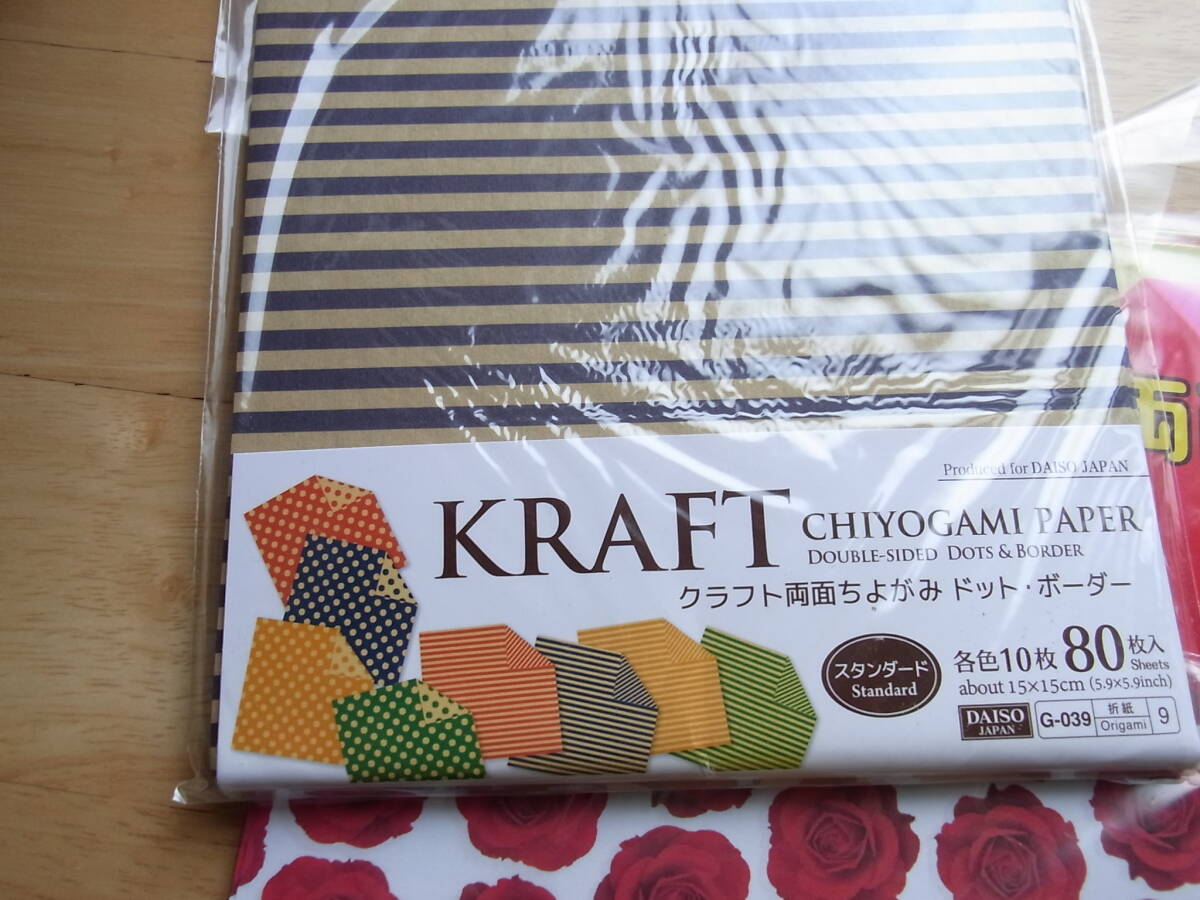 Produced for DAISO JAPAN
KRAFT
CHIYOGAMI PAPER
DOUBLE-SIDED DOTS & BORDER
クラフト両面ちよがみ ドット・ボーダー
スタンダード
Standard
各色10枚 80枚入
Sheets
about 15×15cm (5.9×5.9inch)
DAISO
JAPAN
G-039
折紙
Origami
9